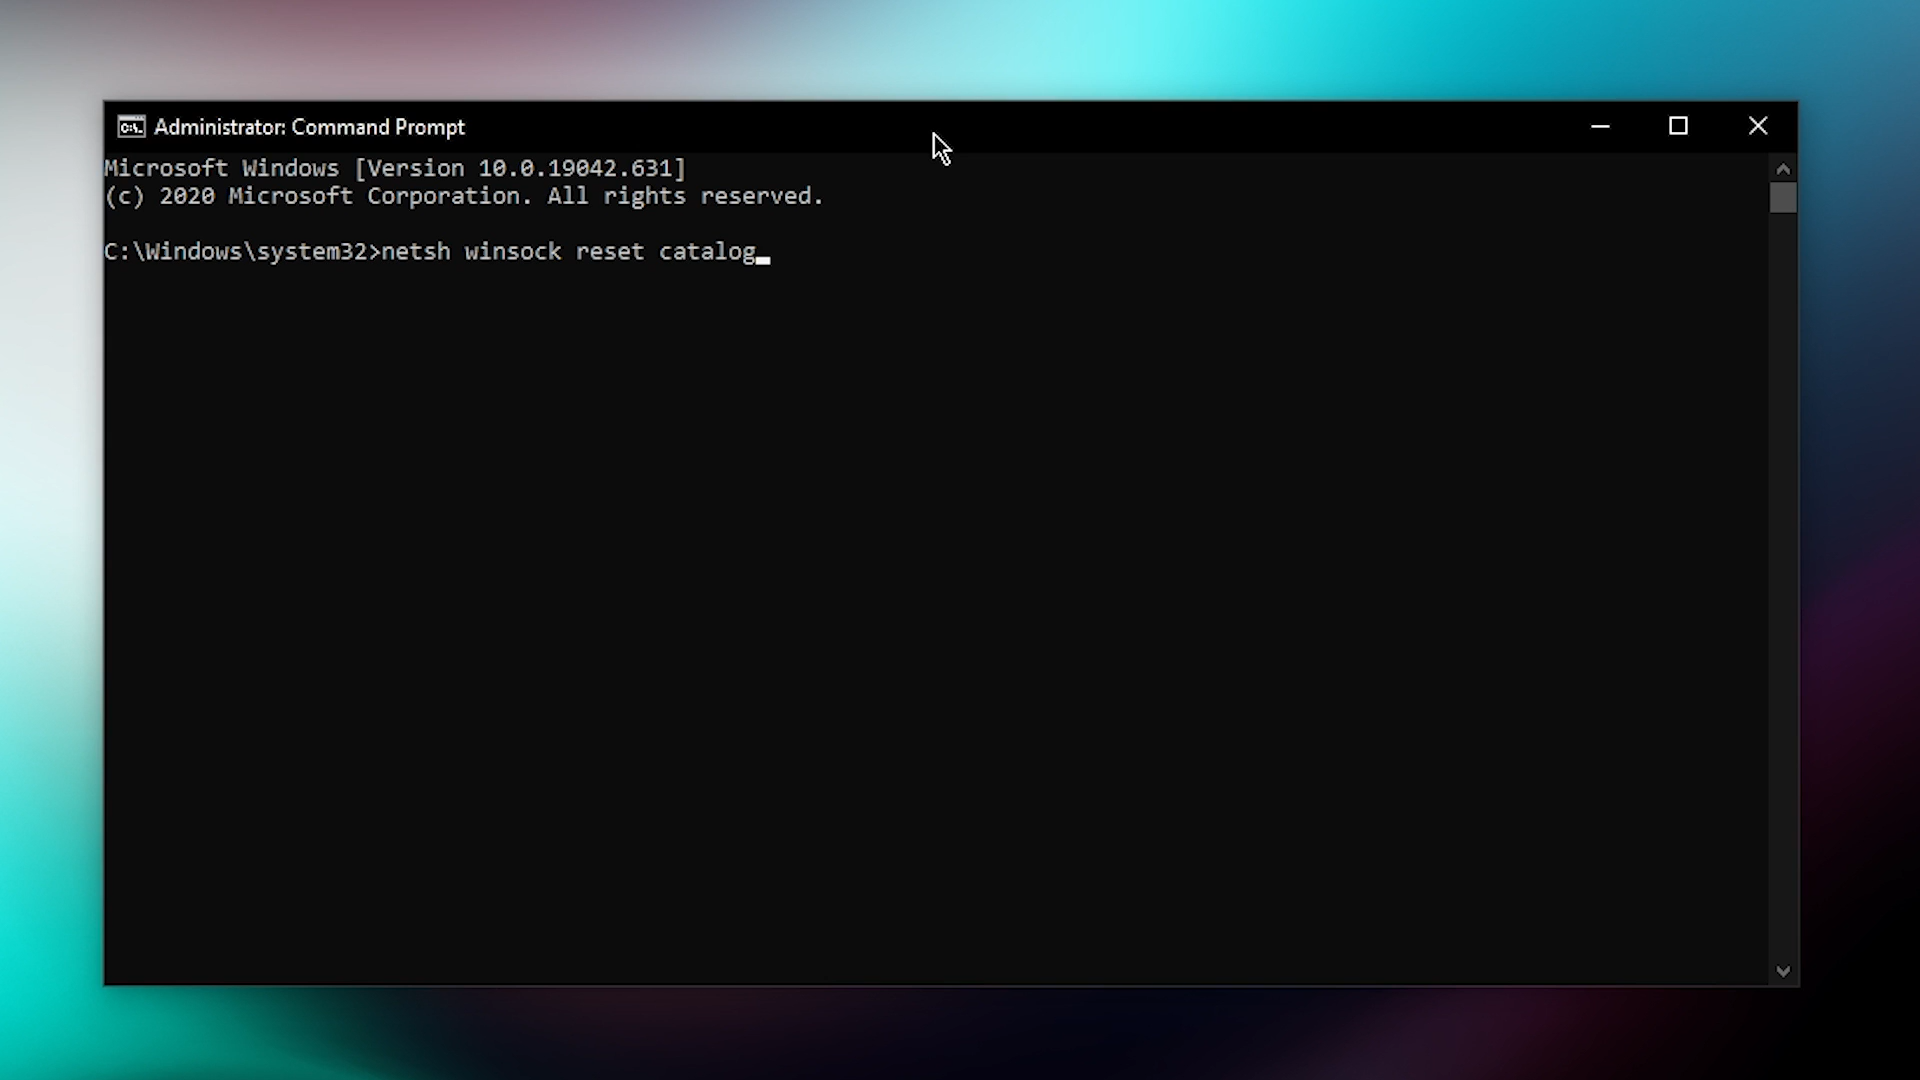 Administrator: Command Prompt
Microsoft Windows [Version 10.0.19042.631]
(c) 2020 Microsoft Corporation. All rights reserved.
C:\Windows\system32>netsh winsock reset catalog